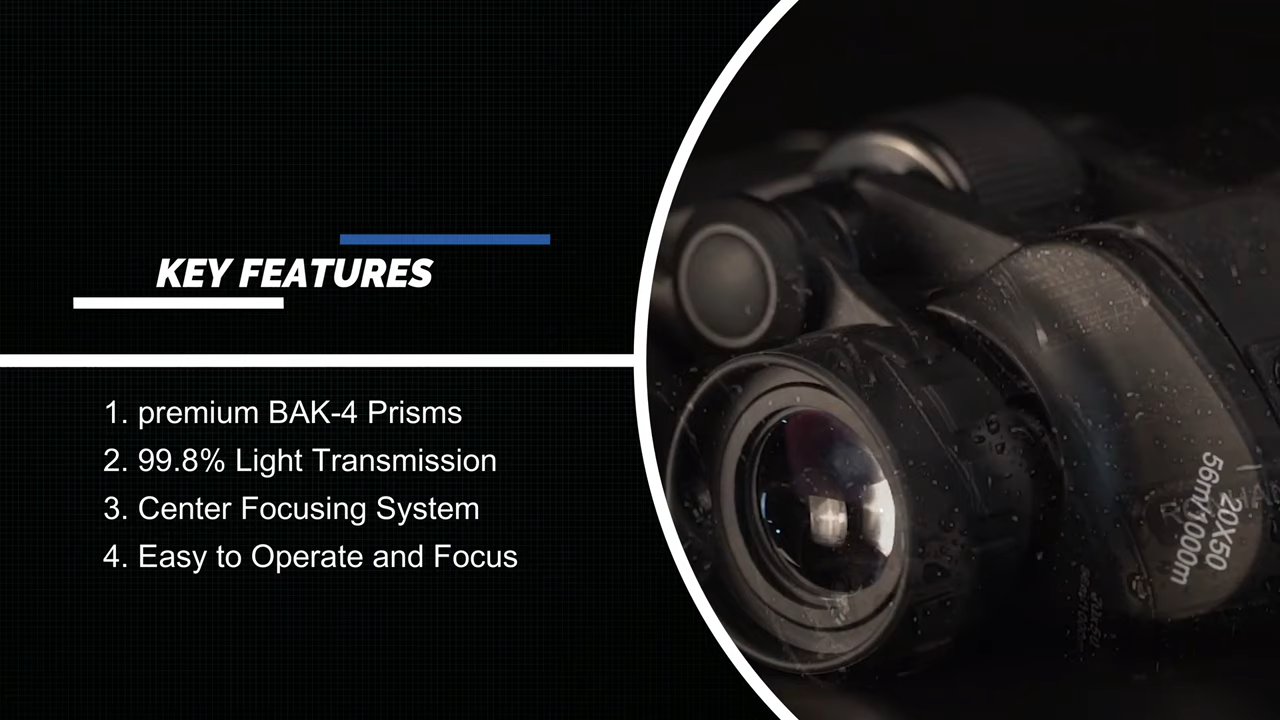 KEY FEATURES
1. premium BAK-4 Prisms
2. 99.8% Light Transmission
3. Center Focusing System
4. Easy to Operate and Focus
20X50
56m/1000m